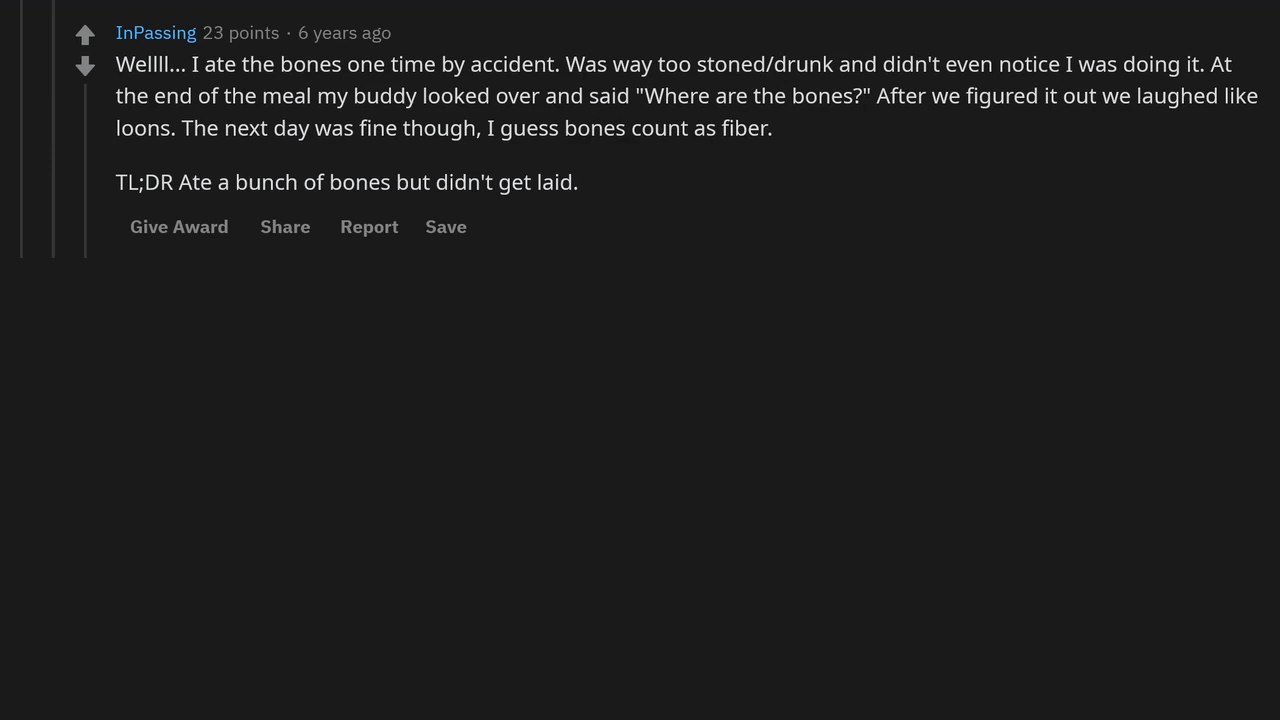 InPassing 23 points · 6 years ago
Wellll... I ate the bones one time by accident. Was way too stoned/drunk and didn't even notice I was doing it. At
the end of the meal my buddy looked over and said "Where are the bones?" After we figured it out we laughed like
loons. The next day was fine though, I guess bones count as fiber.
TL;DR Ate a bunch of bones but didn't get laid.
Give Award Share Report Save